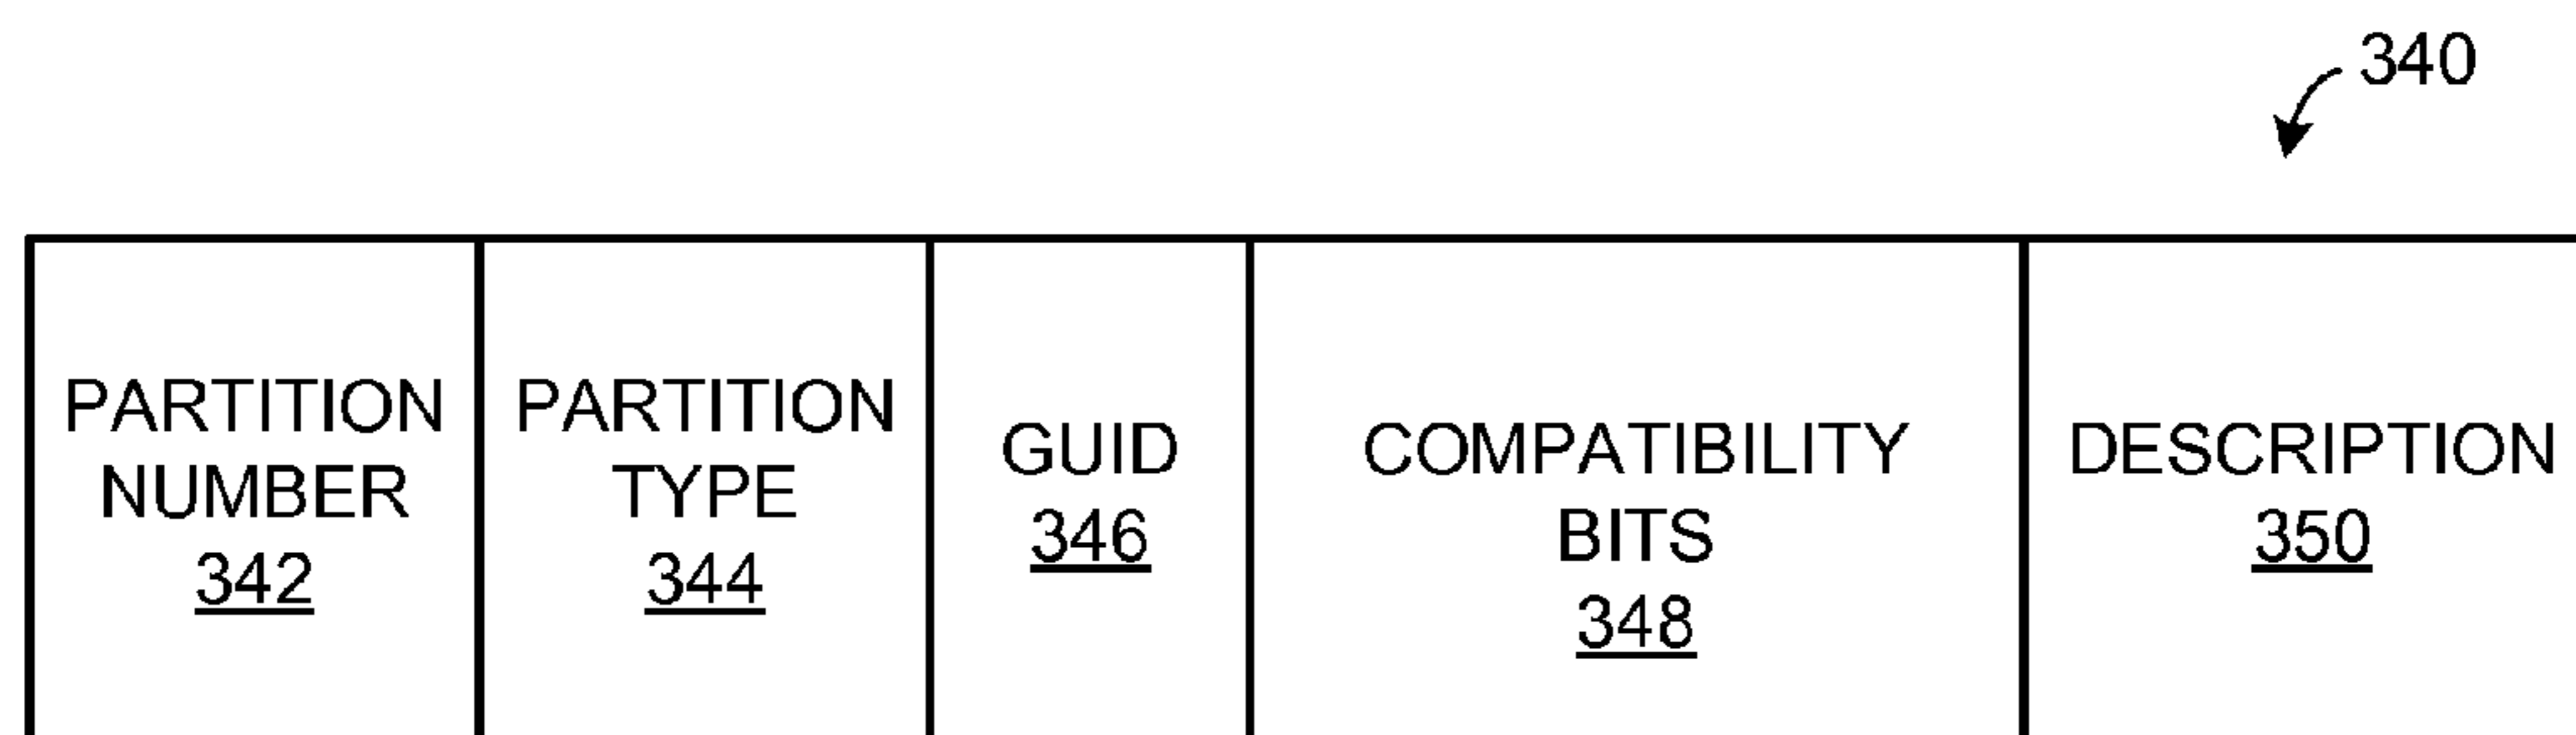 340
PARTITION
NUMBER
342
PARTITION
TYPE
344
GUID
346
COMPATIBILITY
BITS
348
DESCRIPTION
350